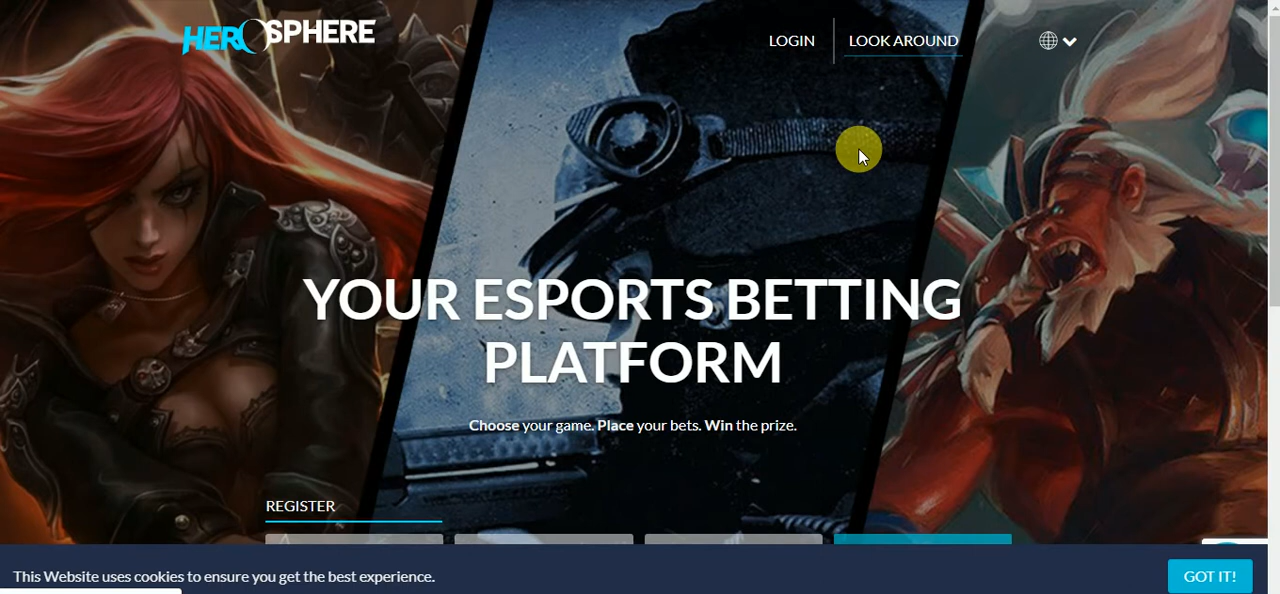 HEROSPHERE
LOGIN
LOOK AROUND
YOUR ESPORTS BETTING
PLATFORM
Choose your game. Place your bets. Win the prize.
REGISTER
This Website uses cookies to ensure you get the best experience.
GOT IT!